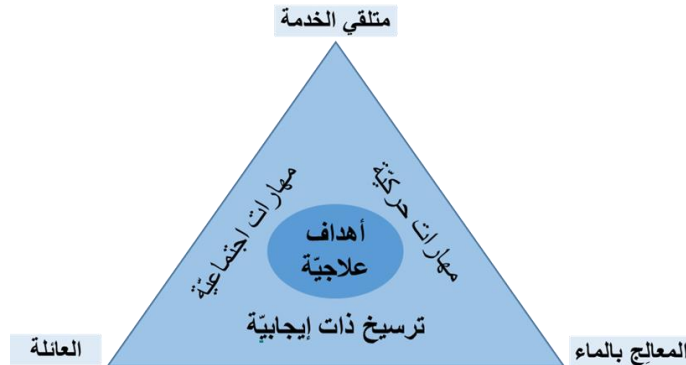 متلقي الخدمة
مهارات حركيّة
مهارات اجتماعيّة
أهداف
علاجيّة
ترسيخ ذات إيجابيّة
المعالِج بالماء
العائلة